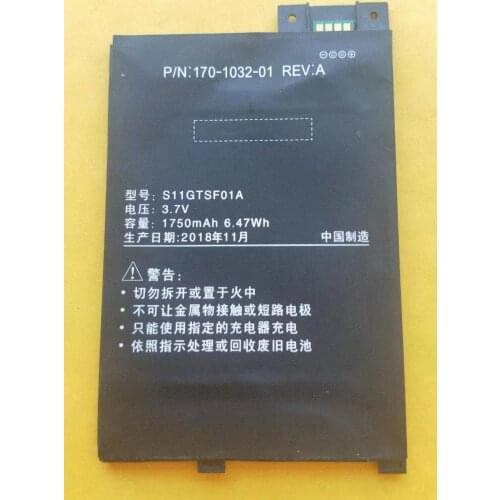 P/N:170-1032-01 REV:A
型号: S11GTSF01A
电压: 3.7V
容量: 1750mAh 6.47Wh
生产日期:2018年11月 中国制造
警告:
• 切勿拆开或置于火中
• 不可让金属物接触或短路电极
• 只能使用指定的充电器充电
• 依照指示处理或回收废旧电池